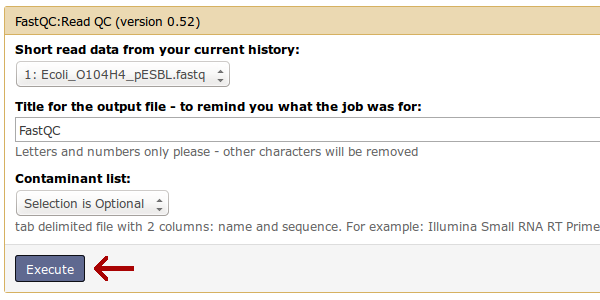 FastQC:Read QC (version 0.52)
Short read data from your current history:
1: Ecoli_O104H4_pESBL.fastq
Title for the output file - to remind you what the job was for:
FastQC
Letters and numbers only please - other characters will be removed
Contaminant list:
Selection is Optional
tab delimited file with 2 columns: name and sequence. For example: Illumina Small RNA RT Prime
Execute